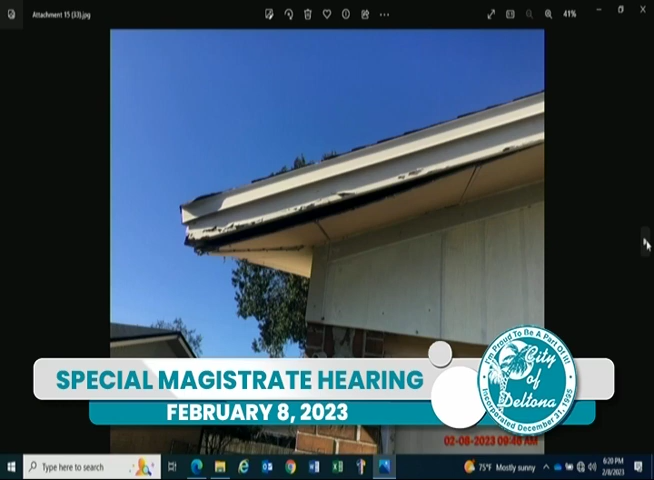 Attachment 15 (33).jpg
41%
I'm Proud To Be A Part Of It!
City
of
Deltona
Incorporated December 31, 1995
SPECIAL MAGISTRATE HEARING
FEBRUARY 8, 2023
02-08-2023 09:46 AM
Type here to search
75°F Mostly sunny
6:20 PM
2/8/2023